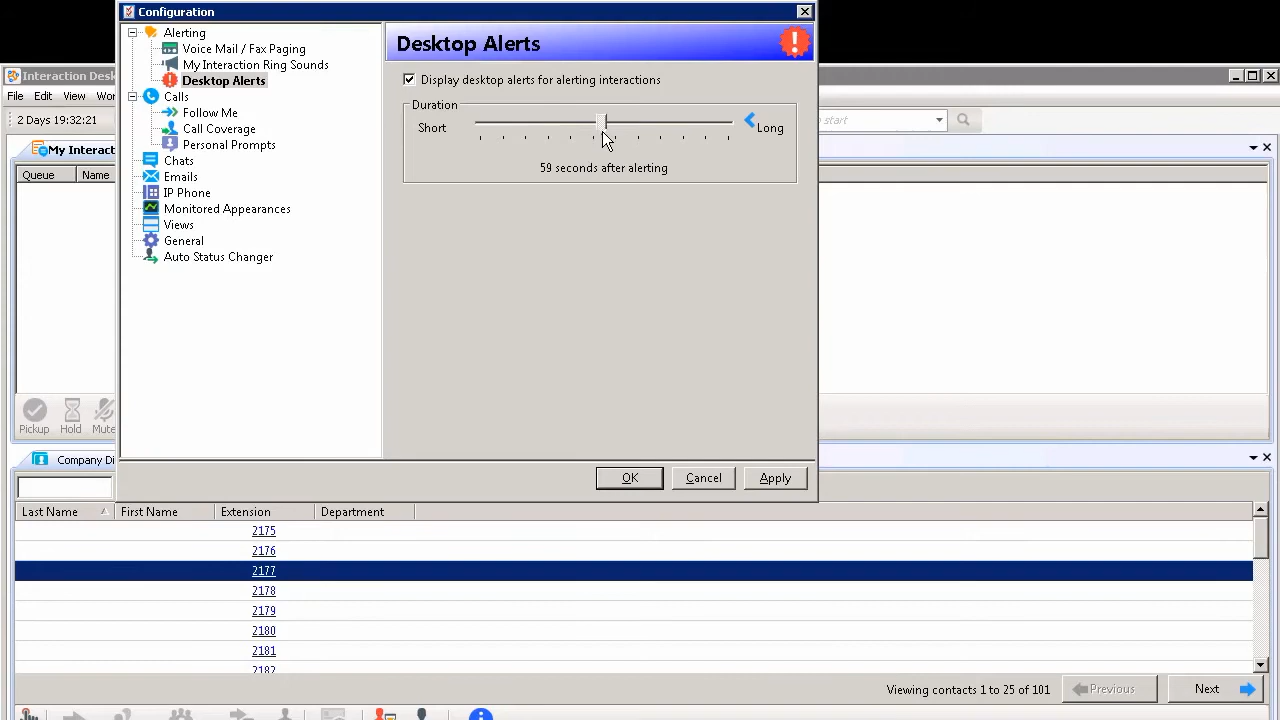 Configuration
Alerting
Voice Mail / Fax Paging
My Interaction Ring Sounds
Desktop Alerts
Calls
Follow Me
Call Coverage
Personal Prompts
Chats
Emails
IP Phone
Monitored Appearances
Views
General
Auto Status Changer
Desktop Alerts
Display desktop alerts for alerting interactions
Duration
Short
Long
59 seconds after alerting
OK
Cancel
Apply
Interaction Desk
File Edit View Wor
2 Days 19:32:21
start
My Interact
Queue Name
Pickup Hold Mute
Company Di
Last Name First Name Extension Department
2175
2176
2177
2178
2179
2180
2181
2182
Viewing contacts 1 to 25 of 101 Previous Next